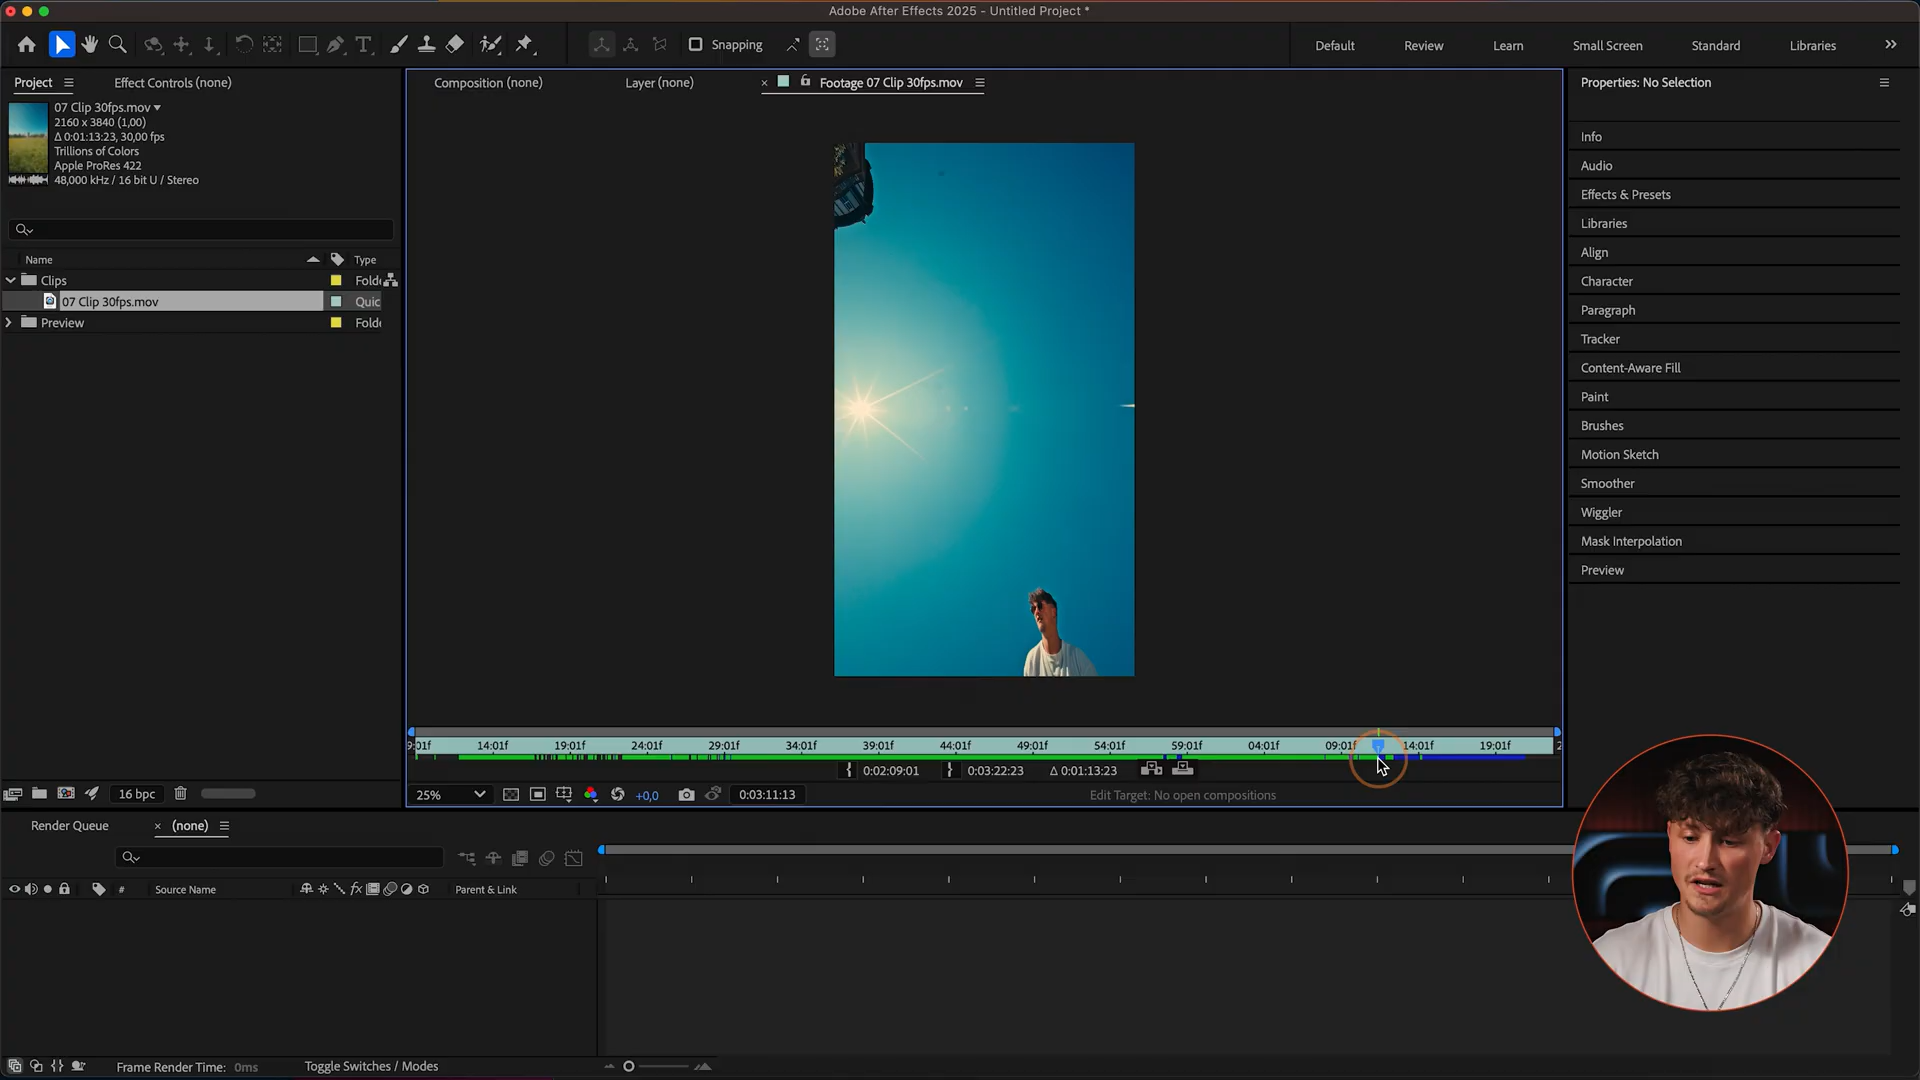 Adobe After Effects 2025 - Untitled Project *
Snapping
Default
Review
Learn
Small Screen
Standard
Libraries
Project
Effect Controls (none)
07 Clip 30fps.mov
2160 x 3840 (1,00)
Δ 0:01:13:23, 30,00 fps
Trillions of Colors
Apple ProRes 422
48,000 kHz / 16 bit U / Stereo
Name
Type
Clips
Folde
07 Clip 30fps.mov
Quic
Preview
Folde
16 bpc
Composition (none)
Layer (none)
Footage 07 Clip 30fps.mov
9:01f 14:01f 19:01f 24:01f 29:01f 34:01f 39:01f 44:01f 49:01f 54:01f 59:01f 04:01f 09:01f 14:01f 19:01f 2
0:02:09:01
0:03:22:23
Δ 0:01:13:23
25%
+0,0
0:03:11:13
Edit Target: No open compositions
Properties: No Selection
Info
Audio
Effects & Presets
Libraries
Align
Character
Paragraph
Tracker
Content-Aware Fill
Paint
Brushes
Motion Sketch
Smoother
Wiggler
Mask Interpolation
Preview
Render Queue
(none)
#
Source Name
fx
Parent & Link
Frame Render Time: 0ms
Toggle Switches / Modes